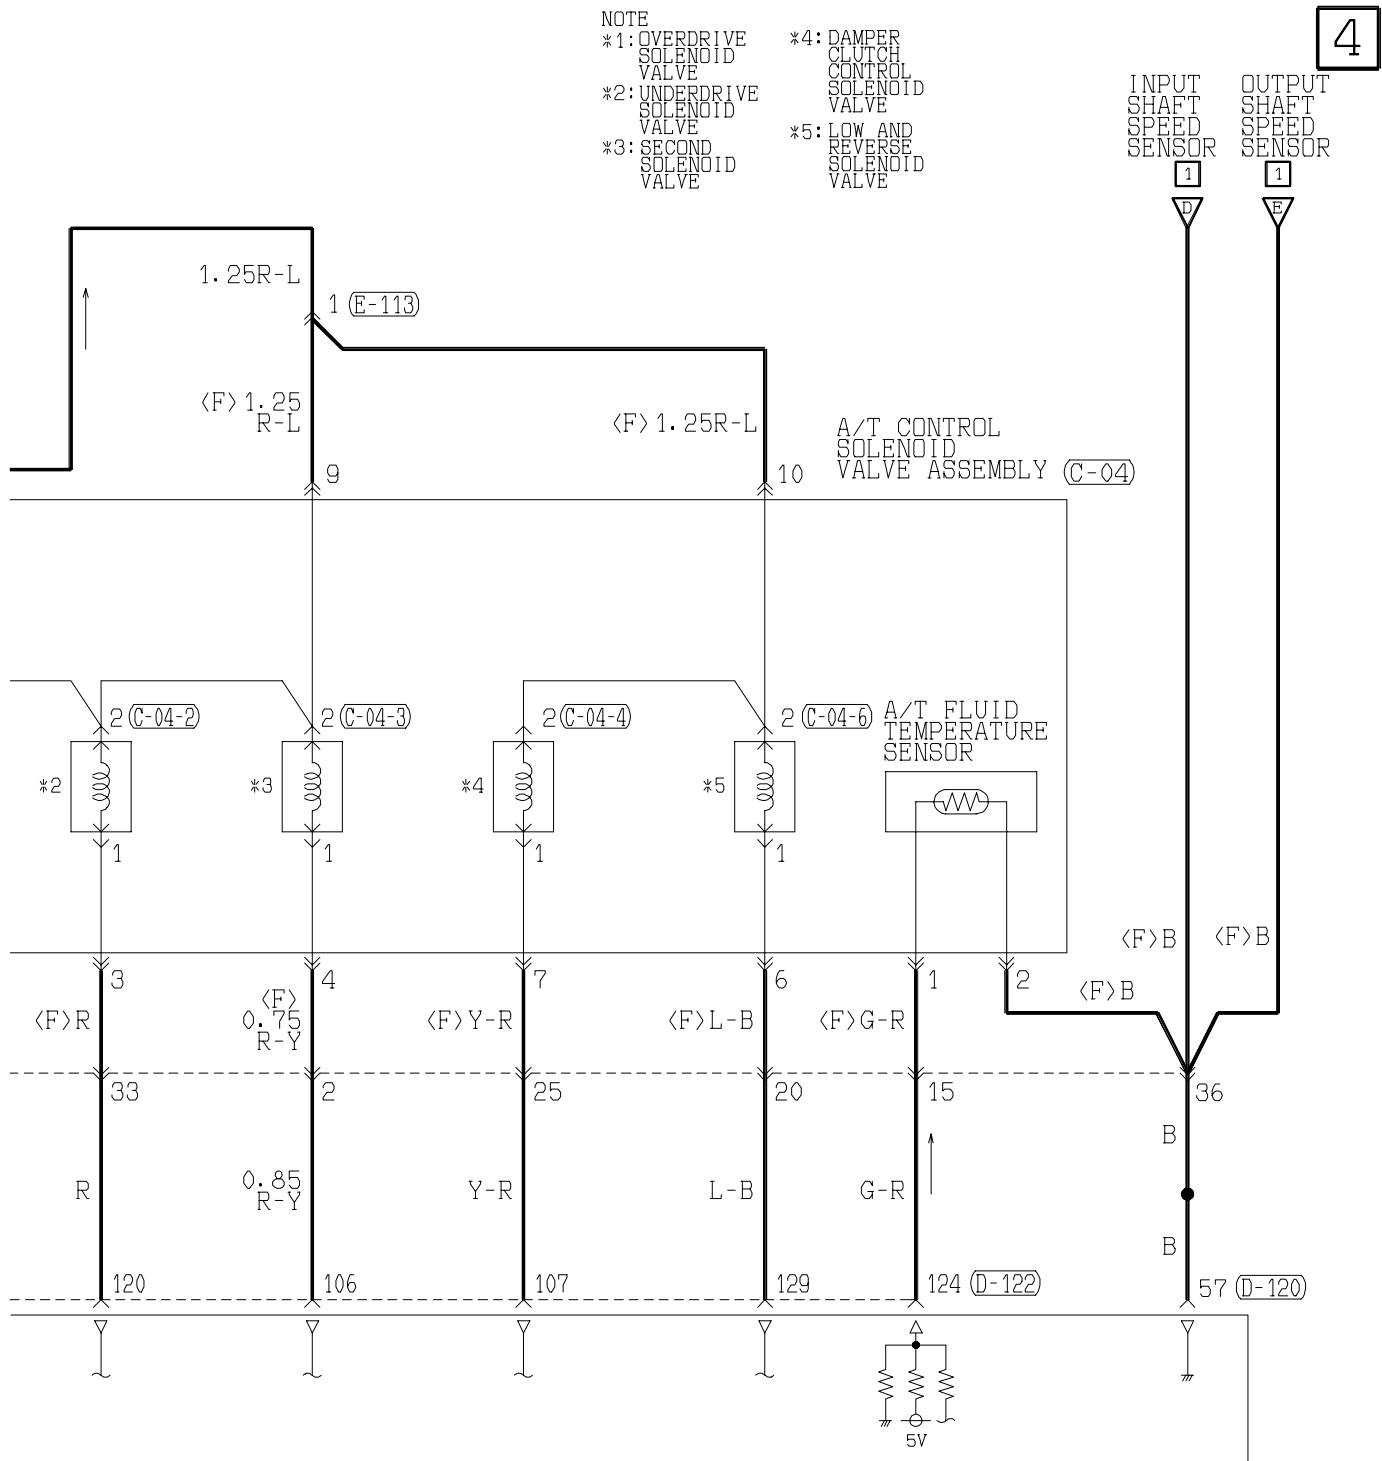 NOTE
*1: OVERDRIVE
SOLENOID
VALVE
*2: UNDERDRIVE
SOLENOID
VALVE
*3: SECOND
SOLENOID
VALVE
*4: DAMPER
CLUTCH
CONTROL
SOLENOID
VALVE
*5: LOW AND
REVERSE
SOLENOID
VALVE
4
INPUT
SHAFT
SPEED
SENSOR
1
D
OUTPUT
SHAFT
SPEED
SENSOR
1
E
1.25R-L
1 (E-113)
<F>1.25
R-L
<F>1.25R-L
A/T CONTROL
SOLENOID
VALVE ASSEMBLY (C-04)
9
10
2 (C-04-2)
2 (C-04-3)
2 (C-04-4)
2 (C-04-6)
A/T FLUID
TEMPERATURE
SENSOR
*2
*3
*4
*5
1
1
1
1
<F>B
<F>B
3
4
7
6
1
2
<F>B
<F>R
<F>
0.75
R-Y
<F>Y-R
<F>L-B
<F>G-R
33
2
25
20
15
36
B
R
0.85
R-Y
Y-R
L-B
G-R
B
120
106
107
129
124 (D-122)
57 (D-120)
5V